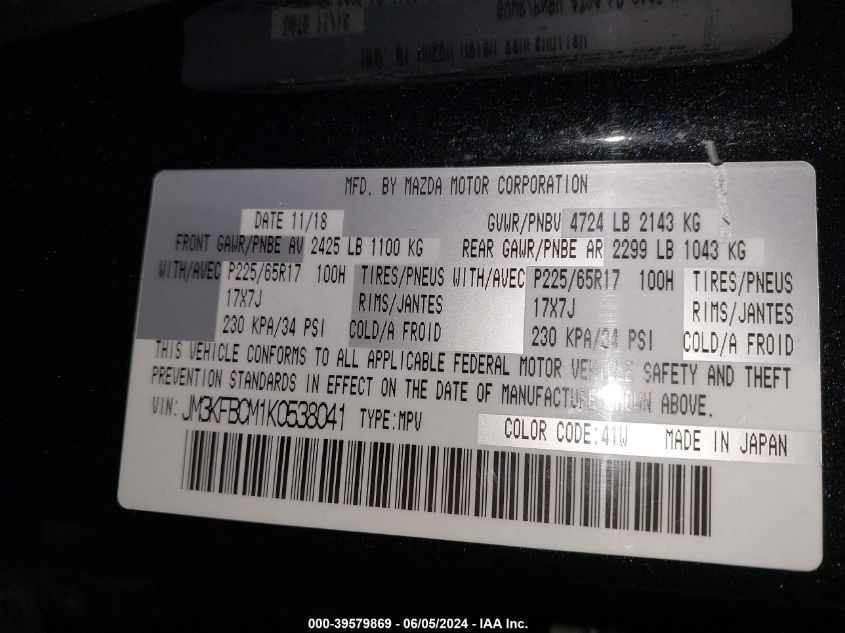 MFD. BY MAZDA MOTOR CORPORATION
DATE 11/18 GVWR/PNBV 4724 LB 2143 KG
FRONT GAWR/PNBE AV 2425 LB 1100 KG REAR GAWR/PNBE AR 2299 LB 1043 KG
WITH/AVEC P225/65R17 100H TIRES/PNEUS WITH/AVEC P225/65R17 100H TIRES/PNEUS
17X7J RIMS/JANTES 17X7J RIMS/JANTES
230 KPA/34 PSI COLD/A FROID 230 KPA/34 PSI COLD/A FROID
THIS VEHICLE CONFORMS TO ALL APPLICABLE FEDERAL MOTOR VEHICLE SAFETY AND THEFT
PREVENTION STANDARDS IN EFFECT ON THE DATE OF MANUFACTURE SHOWN ABOVE.
VIN: JM3KFBCM1K0538041 TYPE:MPV
COLOR CODE:41W MADE IN JAPAN
000-39579869 - 06/05/2024 - IAA Inc.